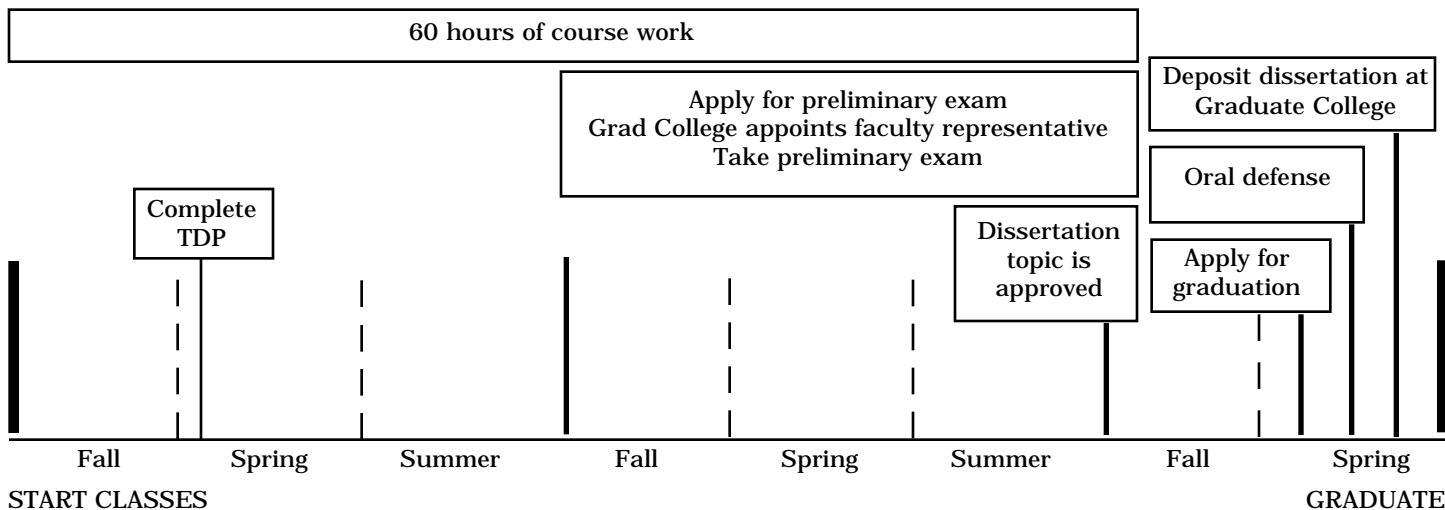 60 hours of course work
Deposit dissertation at
Graduate College
Apply for preliminary exam
Grad College appoints faculty representative
Take preliminary exam
Oral defense
Complete
TDP
Dissertation
topic is
approved
Apply for
graduation
Fall Spring Summer Fall Spring Summer Fall Spring
START CLASSES GRADUATE